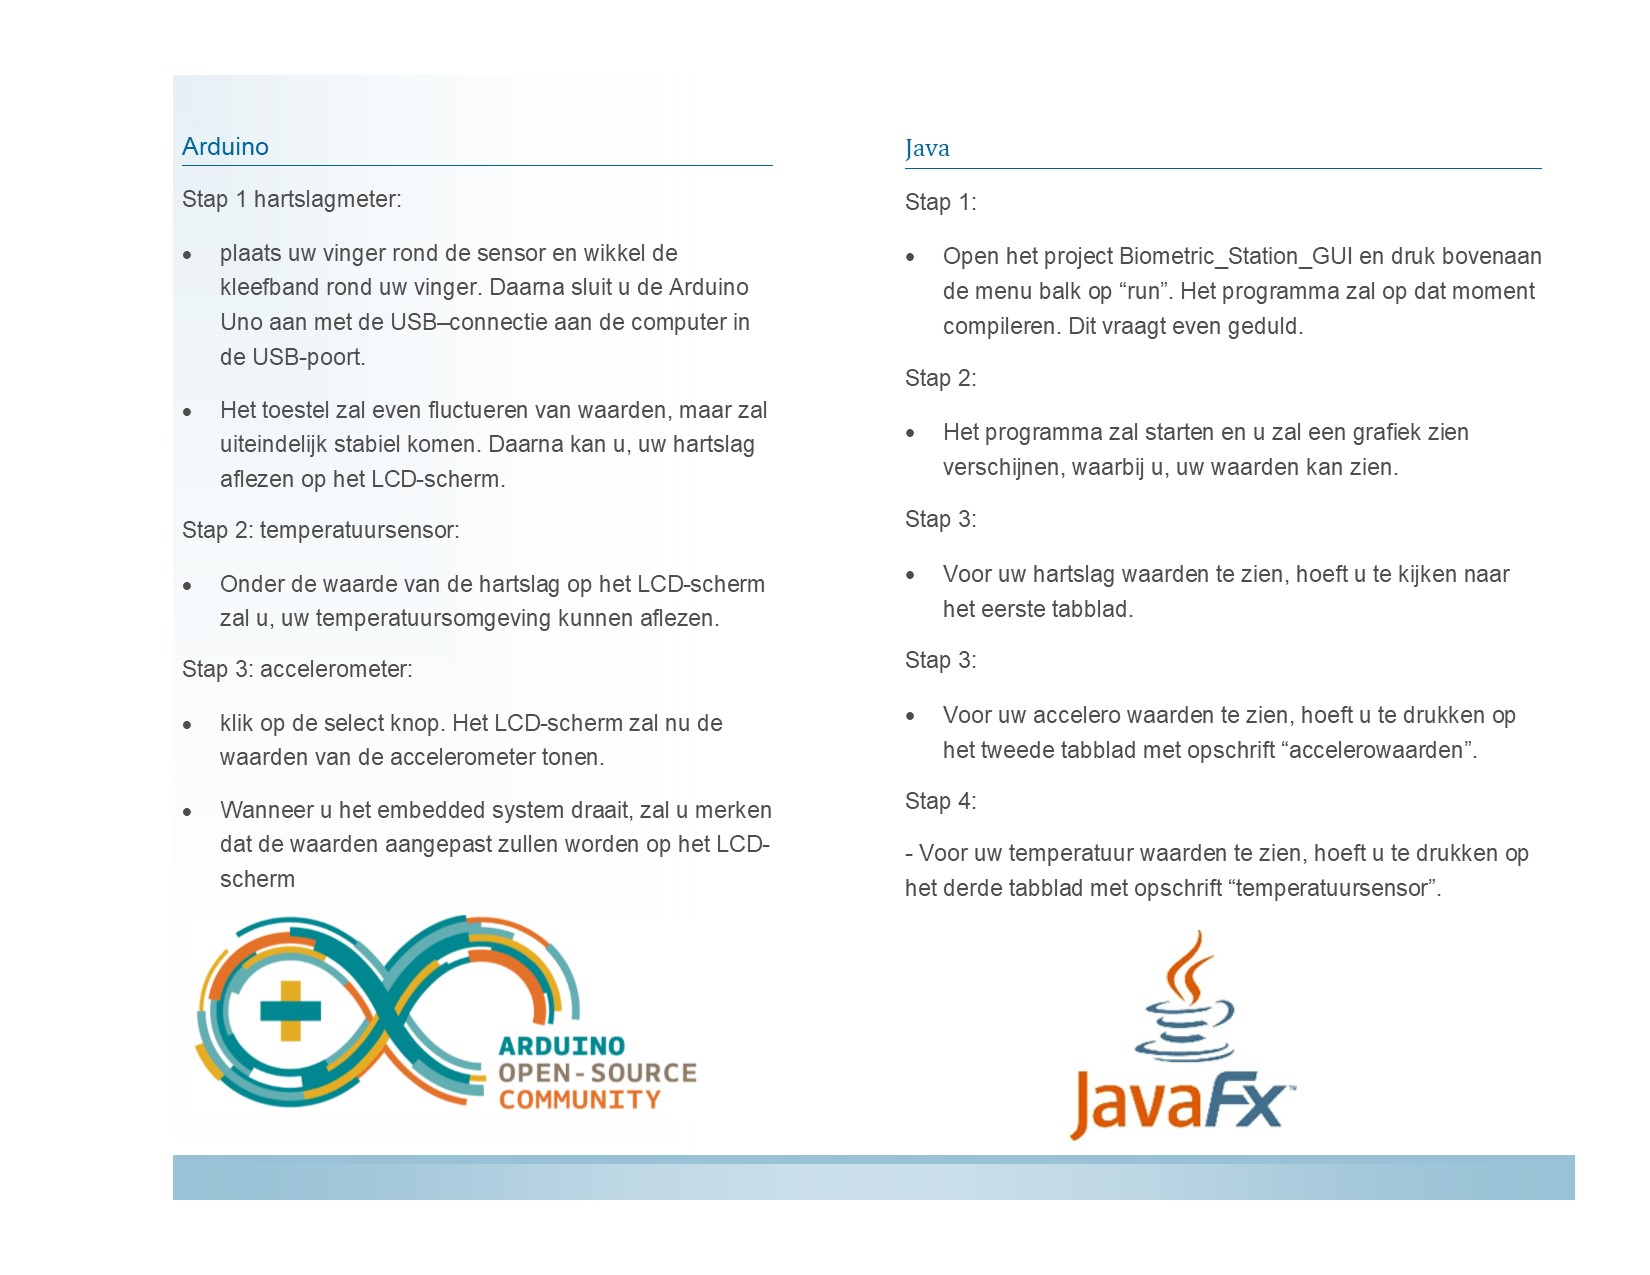 Arduino
Stap 1 hartslagmeter:
• plaats uw vinger rond de sensor en wikkel de
kleefband rond uw vinger. Daarna sluit u de Arduino
Uno aan met de USB–connectie aan de computer in
de USB-poort.
• Het toestel zal even fluctueren van waarden, maar zal
uiteindelijk stabiel komen. Daarna kan u, uw hartslag
aflezen op het LCD-scherm.
Stap 2: temperatuursensor:
• Onder de waarde van de hartslag op het LCD-scherm
zal u, uw temperatuursomgeving kunnen aflezen.
Stap 3: accelerometer:
• klik op de select knop. Het LCD-scherm zal nu de
waarden van de accelerometer tonen.
• Wanneer u het embedded system draait, zal u merken
dat de waarden aangepast zullen worden op het LCD-
scherm
ARDUINO
OPEN-SOURCE
COMMUNITY
Java
Stap 1:
• Open het project Biometric_Station_GUI en druk bovenaan
de menu balk op “run”. Het programma zal op dat moment
compileren. Dit vraagt even geduld.
Stap 2:
• Het programma zal starten en u zal een grafiek zien
verschijnen, waarbij u, uw waarden kan zien.
Stap 3:
• Voor uw hartslag waarden te zien, hoeft u te kijken naar
het eerste tabblad.
Stap 3:
• Voor uw accelero waarden te zien, hoeft u te drukken op
het tweede tabblad met opschrift “accelerowaarden”.
Stap 4:
- Voor uw temperatuur waarden te zien, hoeft u te drukken op
het derde tabblad met opschrift “temperatuursensor”.
JavaFx™